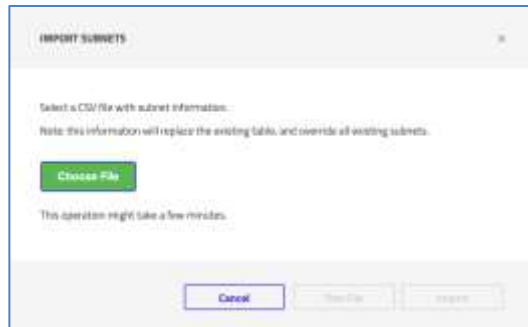 IMPORT SUBNETS
×
Select a CSV file with subnet information.
Note: this information will replace the existing table, and override all existing subnets.
Choose File
This operation might take a few minutes.
Cancel
Import